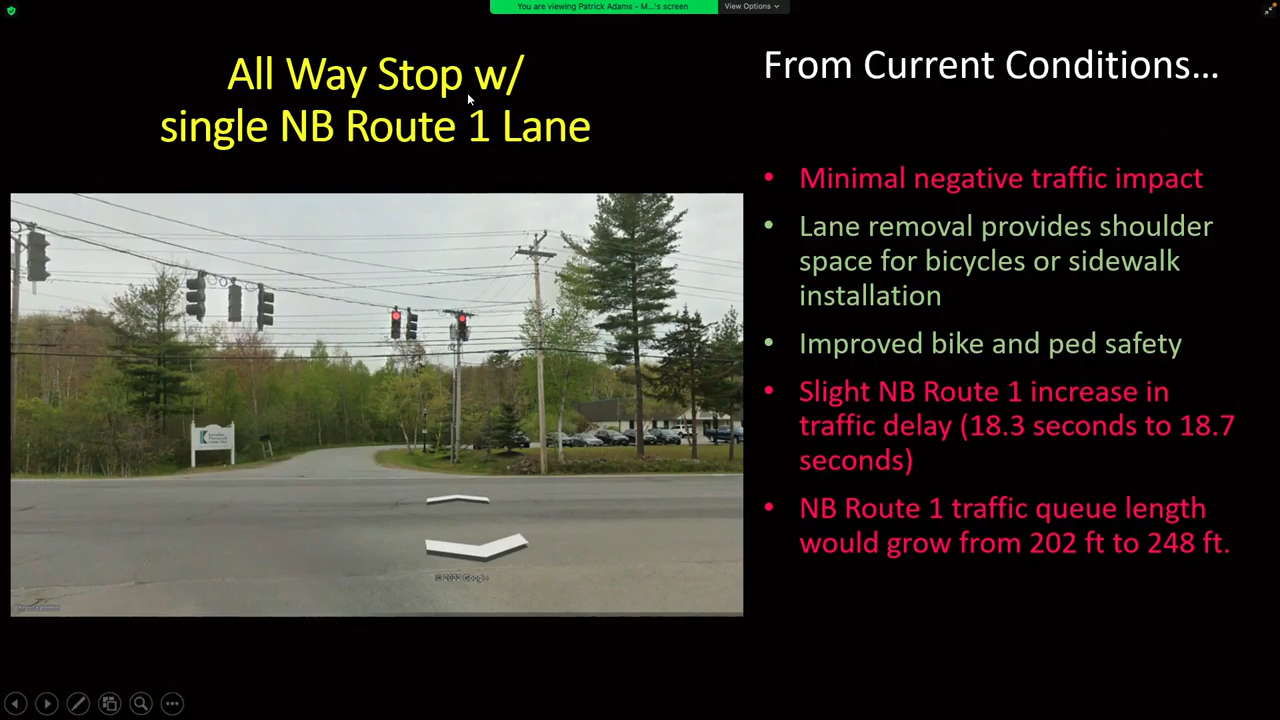 You are viewing Patrick Adams - M...'s screen
View Options
All Way Stop w/
single NB Route 1 Lane
From Current Conditions...
• Minimal negative traffic impact
• Lane removal provides shoulder
space for bicycles or sidewalk
installation
• Improved bike and ped safety
• Slight NB Route 1 increase in
traffic delay (18.3 seconds to 18.7
seconds)
• NB Route 1 traffic queue length
would grow from 202 ft to 248 ft.